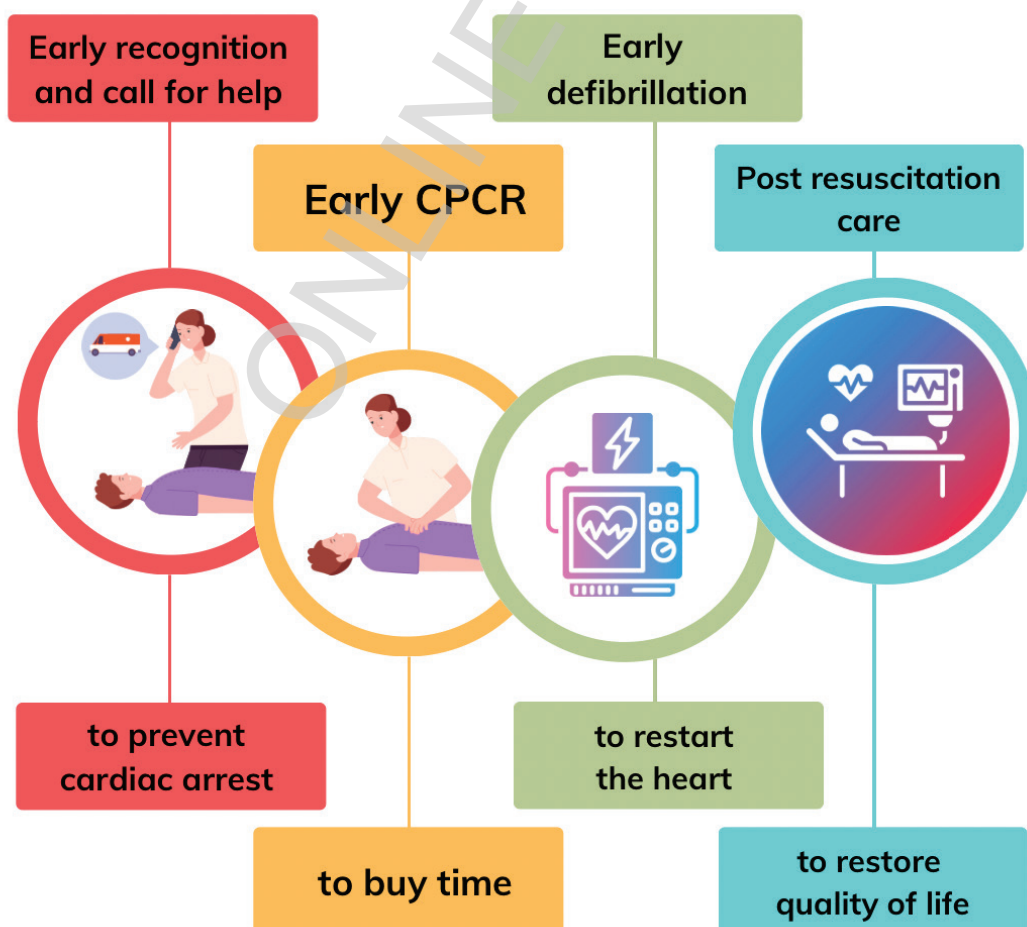 Early recognition
and call for help
Early CPCR
Early
defibrillation
Post resuscitation
care
to prevent
cardiac arrest
to buy time
to restart
the heart
to restore
quality of life
ONLINE